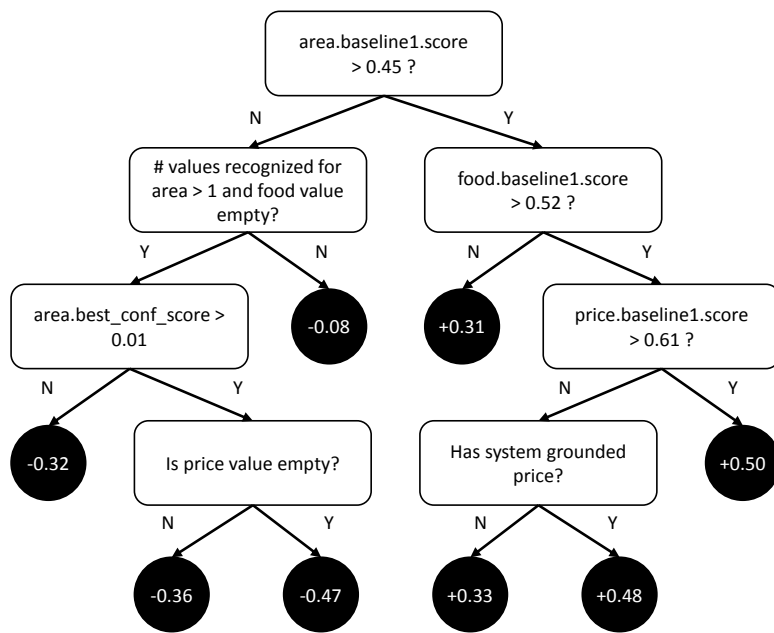 area.baseline1.score
> 0.45 ?
N
Y
# values recognized for
area > 1 and food value
empty?
food.baseline1.score
> 0.52 ?
Y
N
N
Y
area.best_conf_score >
0.01
-0.08
+0.31
price.baseline1.score
> 0.61 ?
N
Y
N
Y
-0.32
Is price value empty?
Has system grounded
price?
+0.50
N
Y
N
Y
-0.36
-0.47
+0.33
+0.48